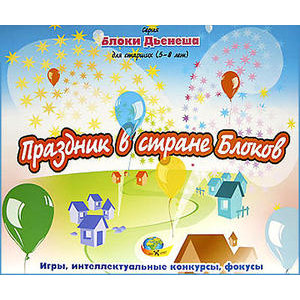 Серия
Блоки Дьенеша
для старших (5-8 лет)
Праздник в стране Блоков
Игры, интеллектуальные конкурсы, фокусы